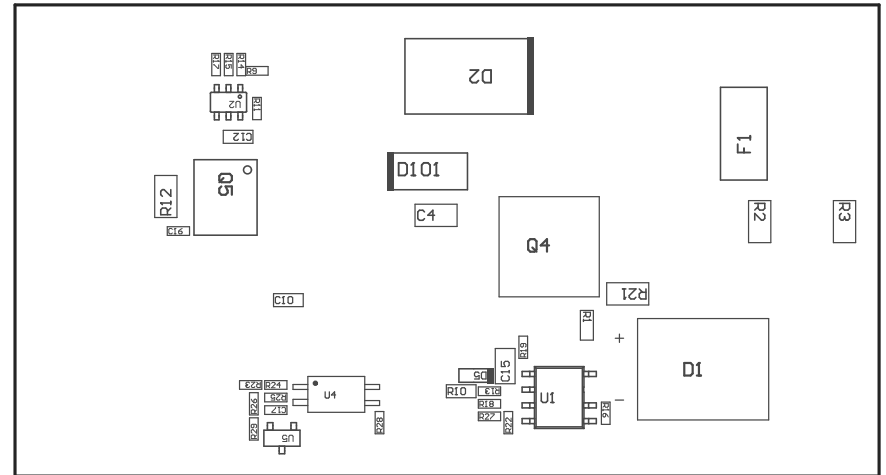 R17
R15
R14
R9
U2
R11
C12
D2
F1
D101
Q5
R12
C16
C4
R2
R3
Q4
R21
C10
R1
+
R19
C15
D5
D1
R23
R24
R10
R13
U1
U4
R25
R26
C17
R18
−
R16
R27
R22
R28
R29
U5